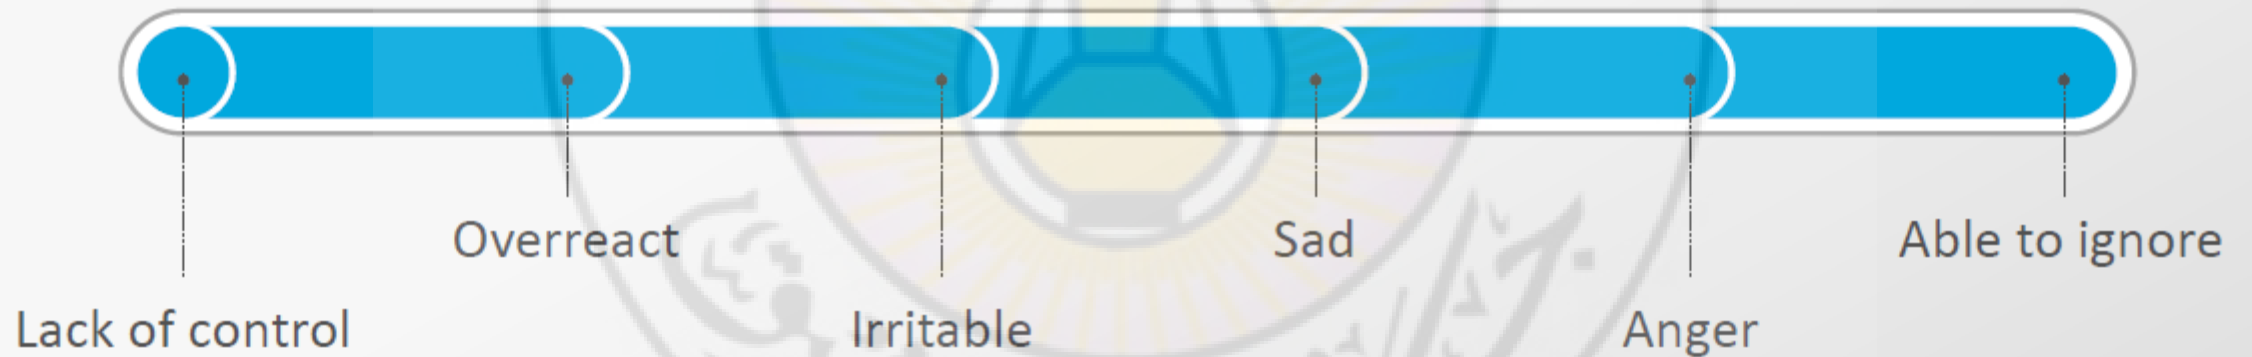 Overreact
Sad
Able to ignore
Lack of control
Irritable
Anger